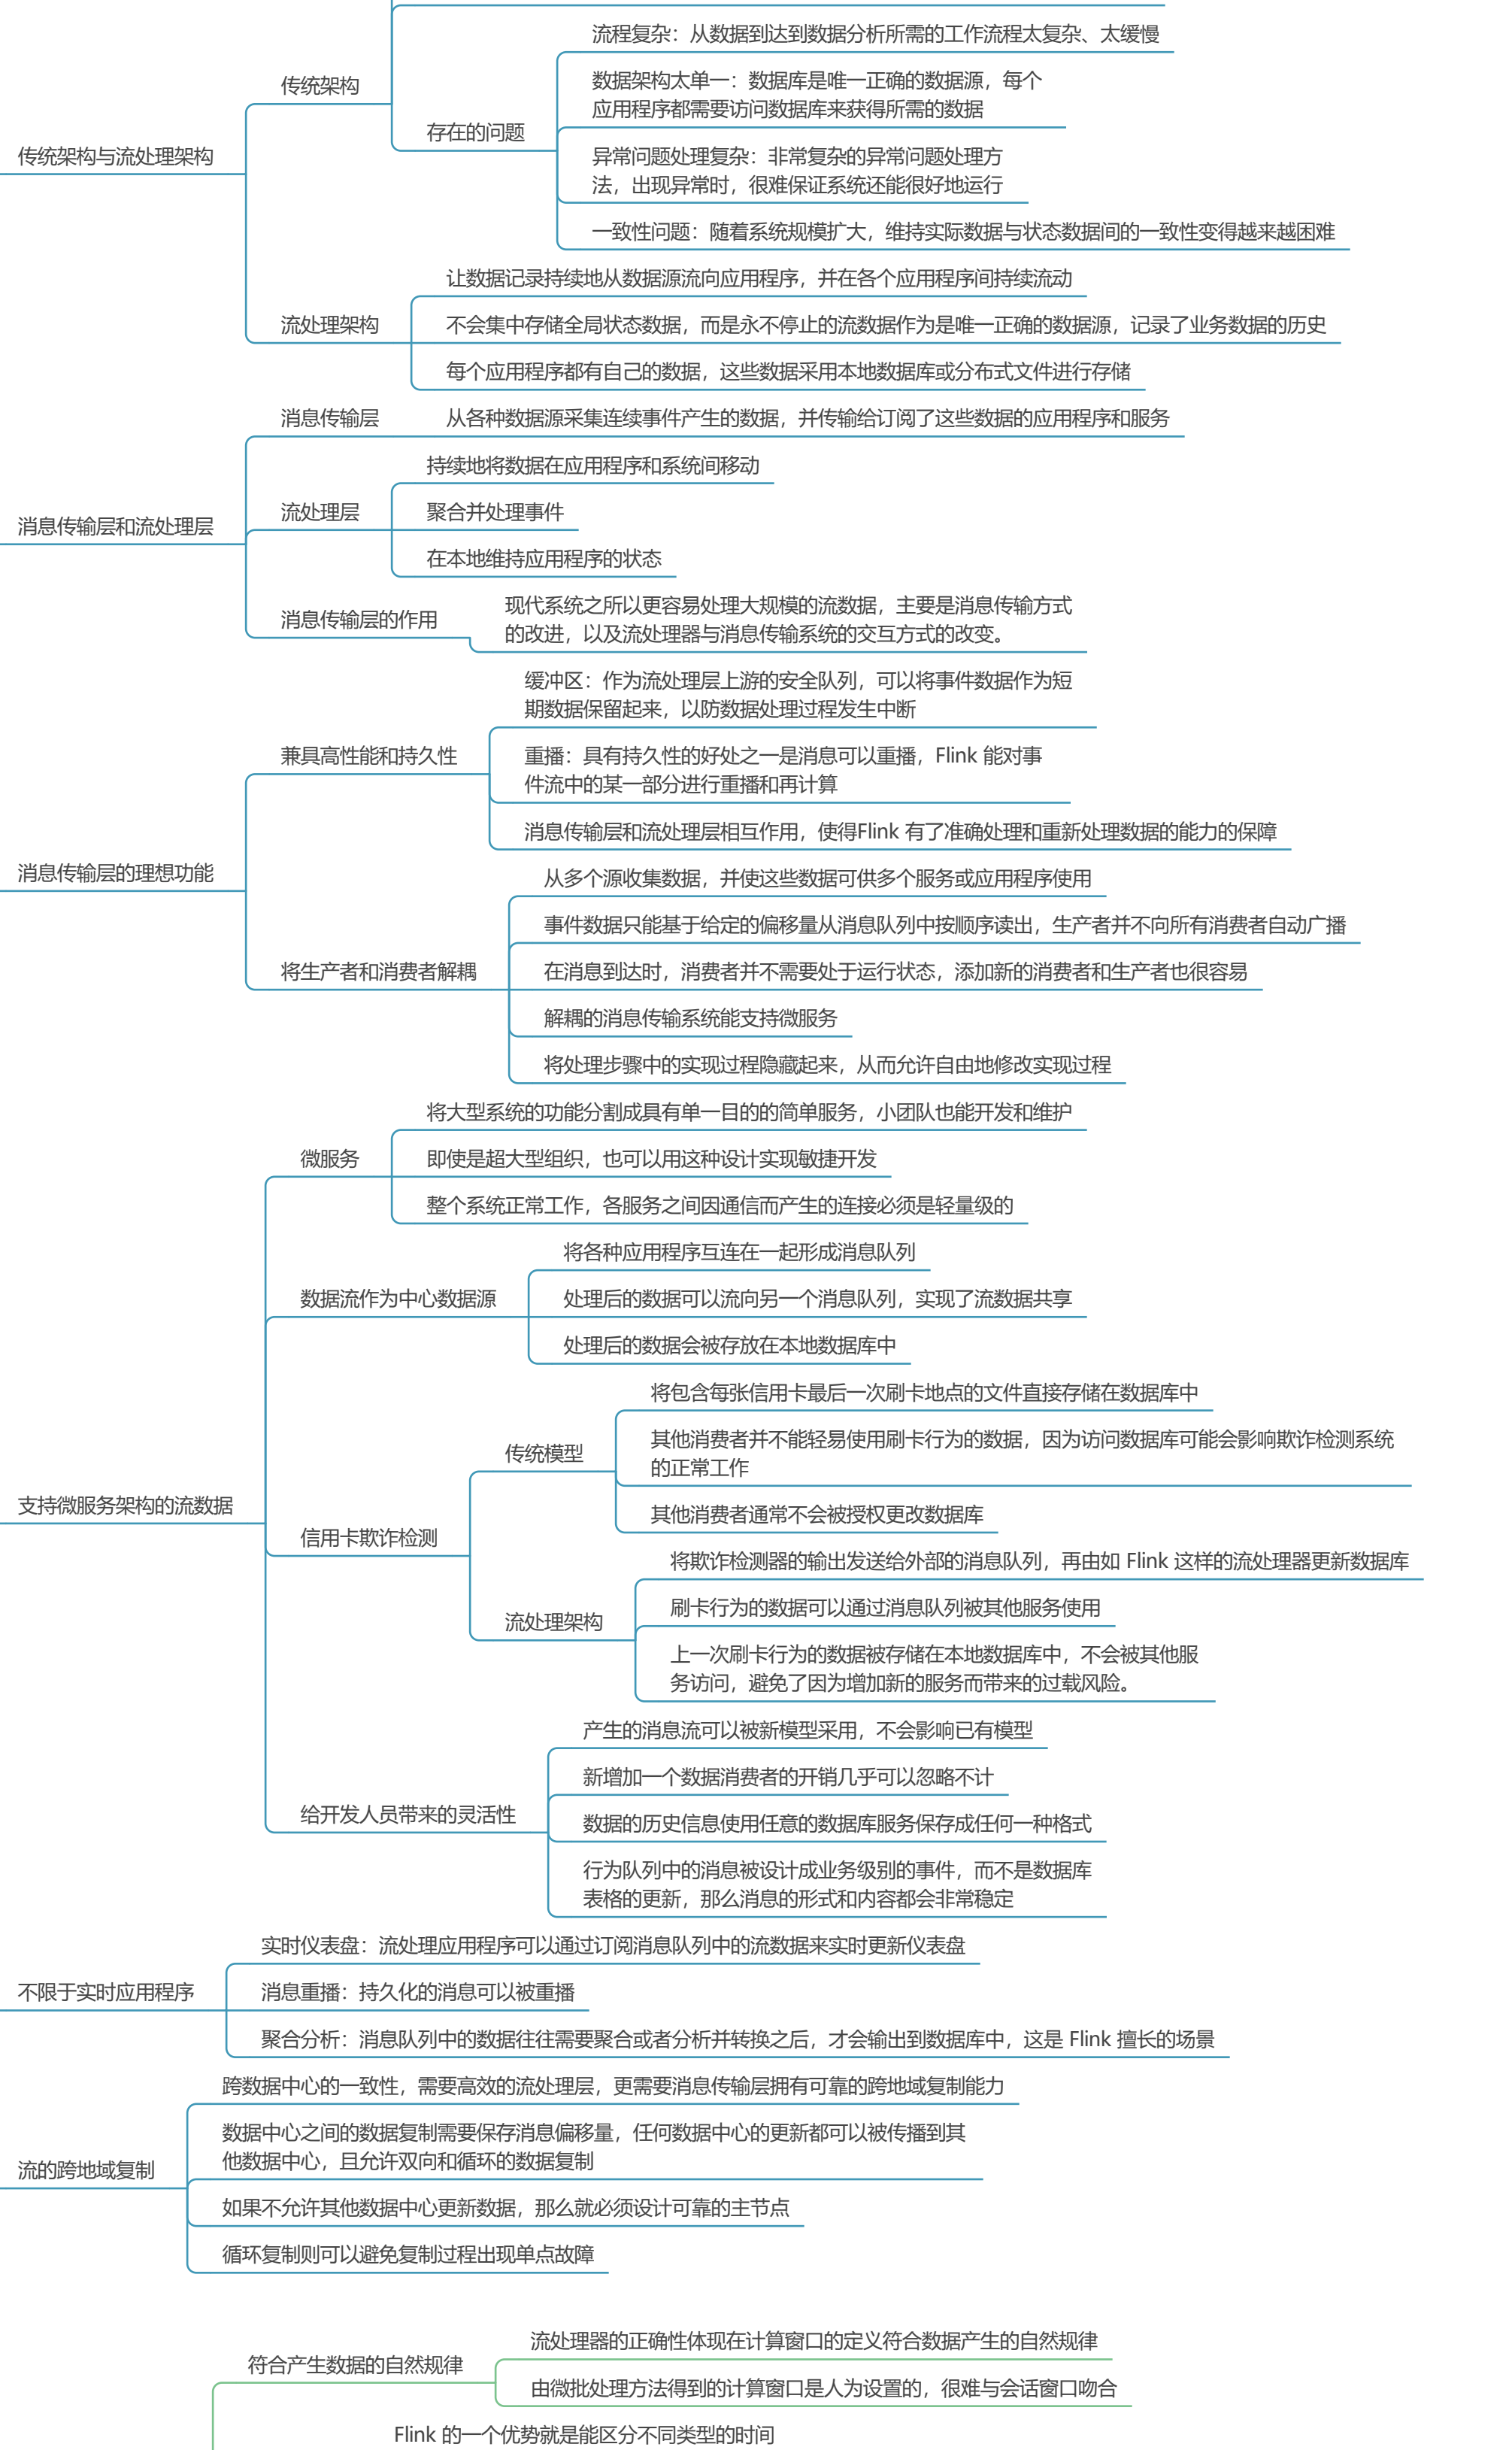 流程复杂：从数据到达到数据分析所需的工作流程太复杂、太缓慢
传统架构
数据架构太单一：数据库是唯一正确的数据源，每个
应用程序都需要访问数据库来获得所需的数据
存在的问题
传统架构与流处理架构
异常问题处理复杂：非常复杂的异常问题处理方
法，出现异常时，很难保证系统还能很好地运行
一致性问题：随着系统规模扩大，维持实际数据与状态数据间的一致性变得越来越困难
让数据记录持续地从数据源流向应用程序，并在各个应用程序间持续流动
流处理架构
不会集中存储全局状态数据，而是永不停止的流数据作为是唯一正确的数据源，记录了业务数据的历史
每个应用程序都有自己的数据，这些数据采用本地数据库或分布式文件进行存储
消息传输层
从各种数据源采集连续事件产生的数据，并传输给订阅了这些数据的应用程序和服务
持续地将数据在应用程序和系统间移动
消息传输层和流处理层
流处理层
聚合并处理事件
在本地维持应用程序的状态
消息传输层的作用
现代系统之所以更容易处理大规模的流数据，主要是消息传输方式
的改进，以及流处理器与消息传输系统的交互方式的改变。
缓冲区：作为流处理层上游的安全队列，可以将事件数据作为短
期数据保留起来，以防数据处理过程发生中断
兼具高性能和持久性
重播：具有持久性的好处之一是消息可以重播，Flink 能对事
件流中的某一部分进行重播和再计算
消息传输层和流处理层相互作用，使得Flink 有了准确处理和重新处理数据的能力的保障
消息传输层的理想功能
从多个源收集数据，并使这些数据可供多个服务或应用程序使用
事件数据只能基于给定的偏移量从消息队列中按顺序读出，生产者并不向所有消费者自动广播
将生产者和消费者解耦
在消息到达时，消费者并不需要处于运行状态，添加新的消费者和生产者也很容易
解耦的消息传输系统能支持微服务
将处理步骤中的实现过程隐藏起来，从而允许自由地修改实现过程
将大型系统的功能分割成具有单一目的的简单服务，小团队也能开发和维护
微服务
即使是超大型组织，也可以用这种设计实现敏捷开发
整个系统正常工作，各服务之间因通信而产生的连接必须是轻量级的
将各种应用程序互连在一起形成消息队列
数据流作为中心数据源
处理后的数据可以流向另一个消息队列，实现了流数据共享
处理后的数据会被存放在本地数据库中
将包含每张信用卡最后一次刷卡地点的文件直接存储在数据库中
传统模型
其他消费者并不能轻易使用刷卡行为的数据，因为访问数据库可能会影响欺诈检测系统
的正常工作
其他消费者通常不会被授权更改数据库
支持微服务架构的流数据
信用卡欺诈检测
将欺诈检测器的输出发送给外部的消息队列，再由如 Flink 这样的流处理器更新数据库
流处理架构
刷卡行为的数据可以通过消息队列被其他服务使用
上一次刷卡行为的数据被存储在本地数据库中，不会被其他服
务访问，避免了因为增加新的服务而带来的过载风险。
产生的消息流可以被新模型采用，不会影响已有模型
新增加一个数据消费者的开销几乎可以忽略不计
给开发人员带来的灵活性
数据的历史信息使用任意的数据库服务保存成任何一种格式
行为队列中的消息被设计成业务级别的事件，而不是数据库
表格的更新，那么消息的形式和内容都会非常稳定
实时仪表盘：流处理应用程序可以通过订阅消息队列中的流数据来实时更新仪表盘
不限于实时应用程序
消息重播：持久化的消息可以被重播
聚合分析：消息队列中的数据往往需要聚合或者分析并转换之后，才会输出到数据库中，这是 Flink 擅长的场景
跨数据中心的一致性，需要高效的流处理层，更需要消息传输层拥有可靠的跨地域复制能力
数据中心之间的数据复制需要保存消息偏移量，任何数据中心的更新都可以被传播到其
他数据中心，且允许双向和循环的数据复制
流的跨地域复制
如果不允许其他数据中心更新数据，那么就必须设计可靠的主节点
循环复制则可以避免复制过程出现单点故障
流处理器的正确性体现在计算窗口的定义符合数据产生的自然规律
符合产生数据的自然规律
由微批处理方法得到的计算窗口是人为设置的，很难与会话窗口吻合
Flink 的一个优势就是能区分不同类型的时间